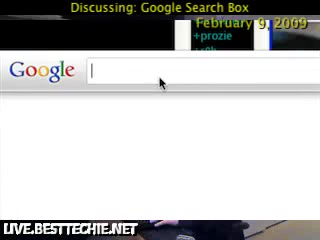 Discussing: Google Search Box
February 9, 2009
+prozie
Google
LIVE.BESTTECHIE.NET